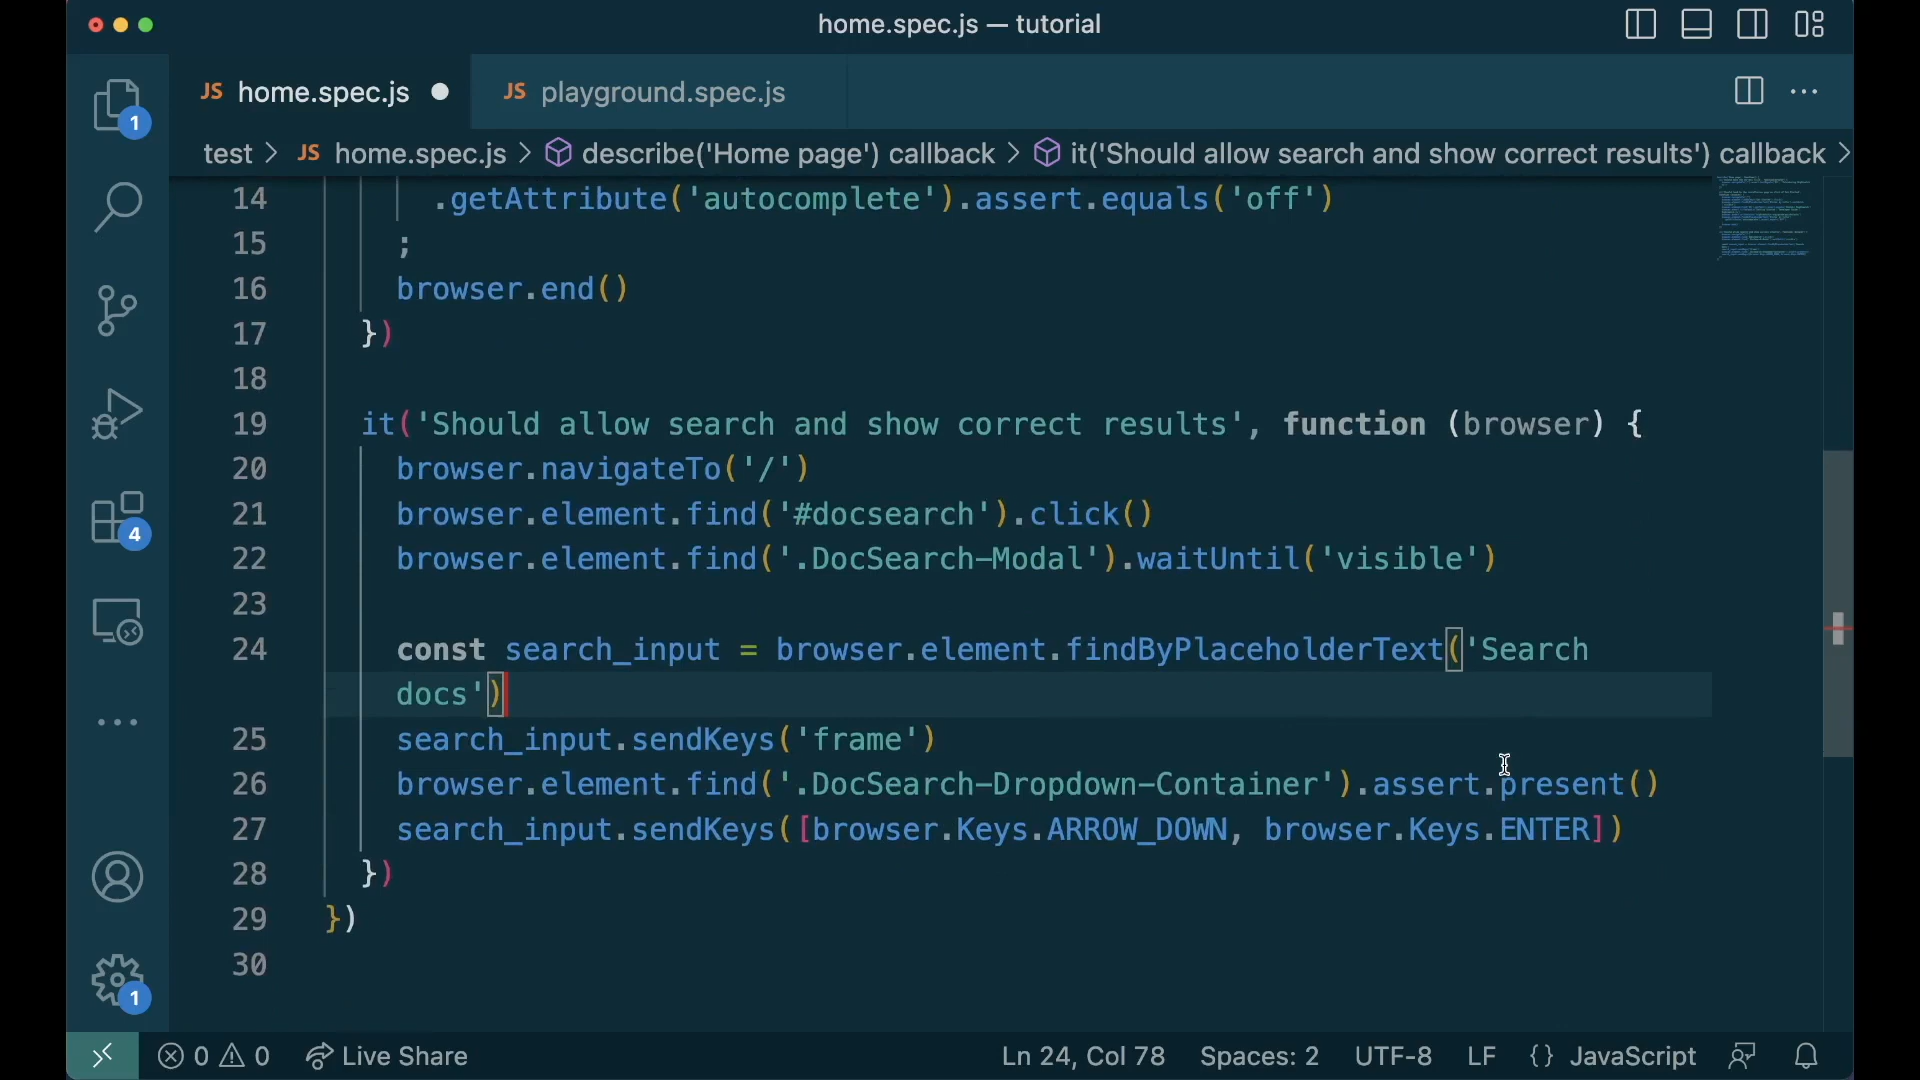 home.spec.js — tutorial
JS home.spec.js
JS playground.spec.js
test > JS home.spec.js > describe('Home page') callback > it('Should allow search and show correct results') callback >
14 .getAttribute('autocomplete').assert.equals('off')
15 ;
16 browser.end()
17 })
18
19 it('Should allow search and show correct results', function (browser) {
20 browser.navigateTo('/')
21 browser.element.find('#docsearch').click()
22 browser.element.find('.DocSearch-Modal').waitUntil('visible')
23
24 const search_input = browser.element.findByPlaceholderText('Search
docs')
25 search_input.sendKeys('frame')
26 browser.element.find('.DocSearch-Dropdown-Container').assert.present()
27 search_input.sendKeys([browser.Keys.ARROW_DOWN, browser.Keys.ENTER])
28 })
29 })
30
1
4
1
0 0 Live Share Ln 24, Col 78 Spaces: 2 UTF-8 LF {} JavaScript